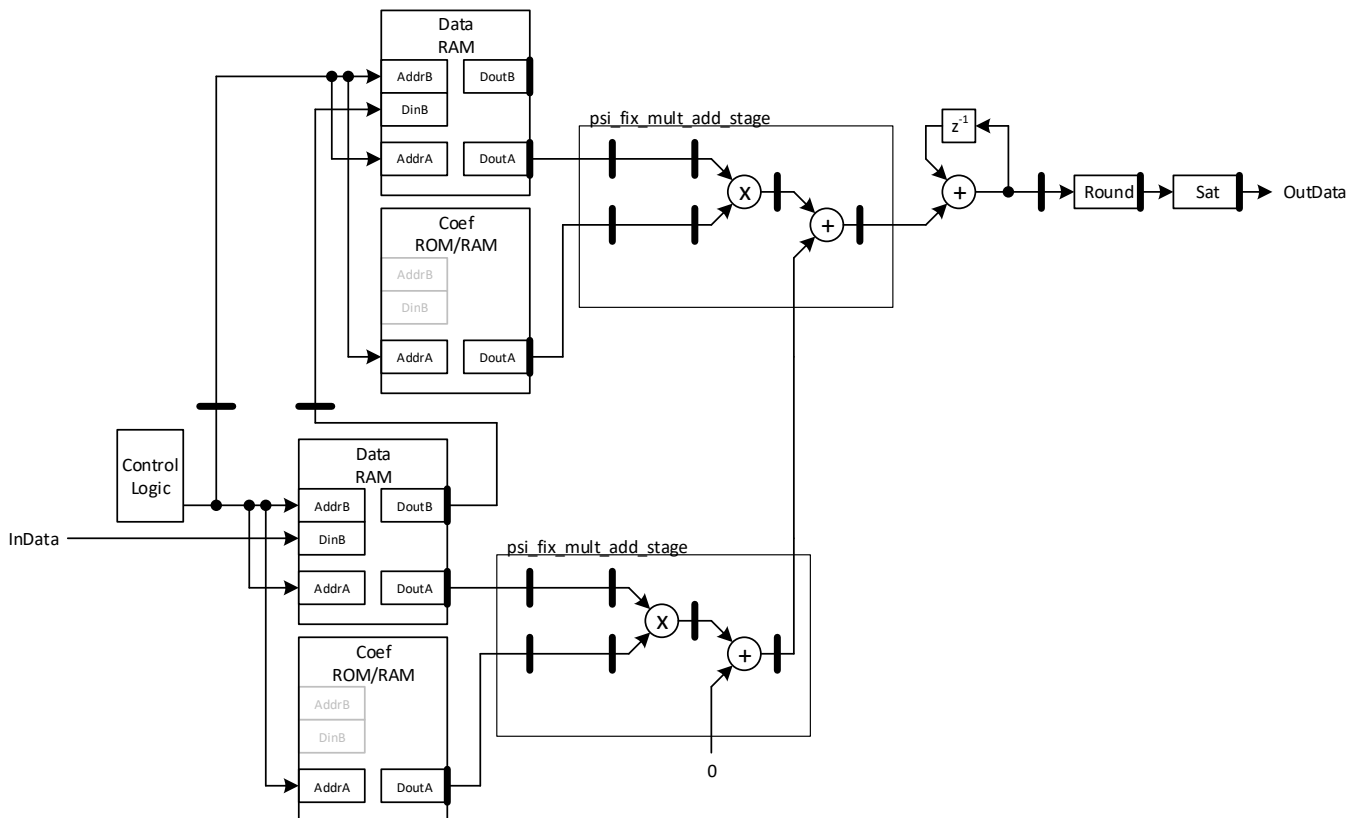 Data
RAM
AddrB
DoutB
DinB
AddrA
DoutA
psi_fix_mult_add_stage
x
+
z-1
+
Round
Sat
OutData
Coef
ROM/RAM
AddrB
DinB
AddrA
DoutA
Control
Logic
InData
Data
RAM
AddrB
DoutB
DinB
AddrA
DoutA
psi_fix_mult_add_stage
x
+
0
Coef
ROM/RAM
AddrB
DinB
AddrA
DoutA